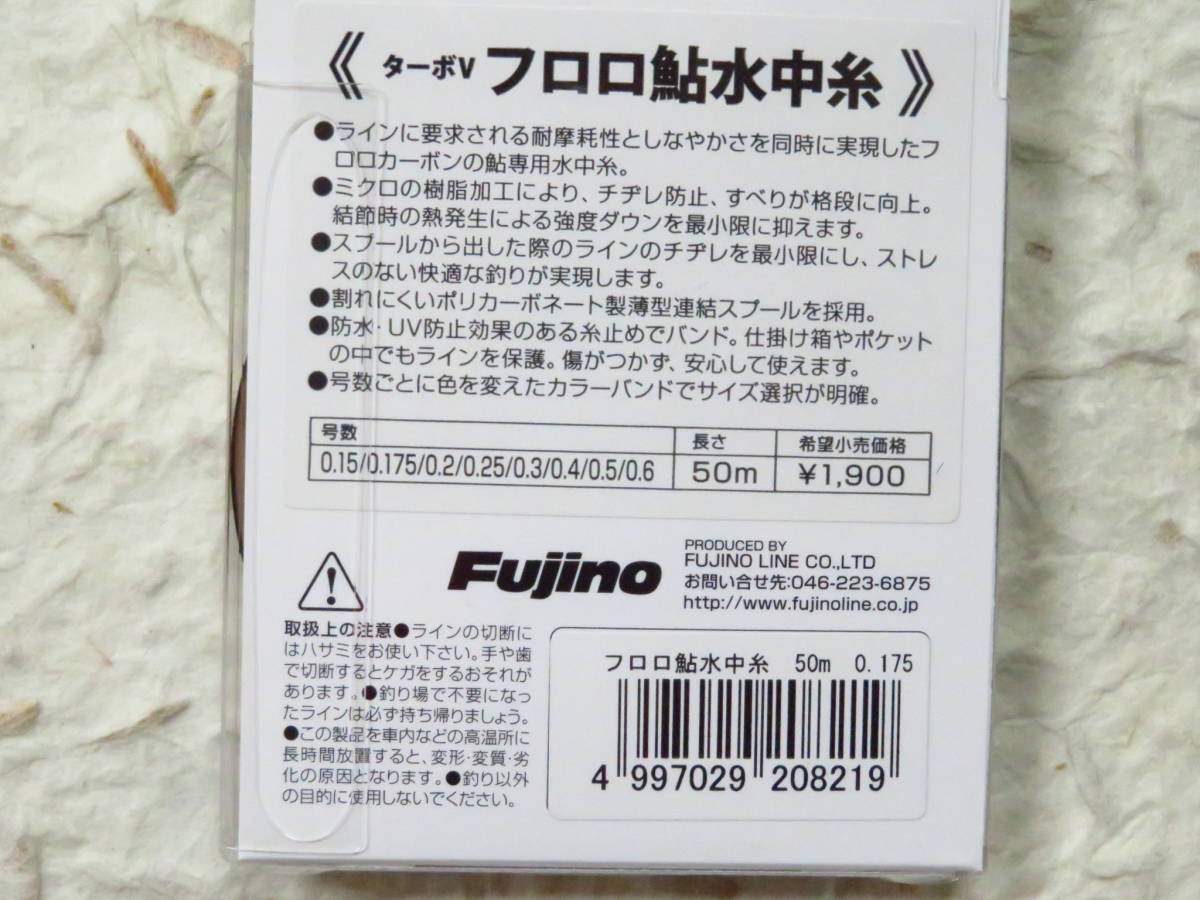 《 ターボV フロロ鮎水中糸 》
●ラインに要求される耐摩耗性としなやかさを同時に実現したフ
ロロカーボンの鮎専用水中糸。
●ミクロの樹脂加工により、チヂレ防止、すべりが格段に向上。
結節時の熱発生による強度ダウンを最小限に抑えます。
●スプールから出した際のラインのチヂレを最小限にし、ストレ
スのない快適な釣りが実現します。
●割れにくいポリカーボネート製薄型連結スプールを採用。
●防水・UV防止効果のある糸止めでバンド。仕掛け箱やポケット
の中でもラインを保護。傷がつかず、安心して使えます。
●号数ごとに色を変えたカラーバンドでサイズ選択が明確。
号数 長さ 希望小売価格
0.15/0.175/0.2/0.25/0.3/0.4/0.5/0.6 50m ¥1,900
Fujino
PRODUCED BY
FUJINO LINE CO.,LTD
お問い合せ先:046-223-6875
http://www.fujinoline.co.jp
取扱上の注意●ラインの切断に
はハサミをお使い下さい。手や歯
で切断するとケガをするおそれが
あります。●釣り場で不要になっ
たラインは必ず持ち帰りましょう。
●この製品を車内などの高温所に
長時間放置すると、変形・変質・劣
化の原因となります。●釣り以外
の目的に使用しないでください。
フロロ鮎水中糸 50m 0.175
4 997029 208219